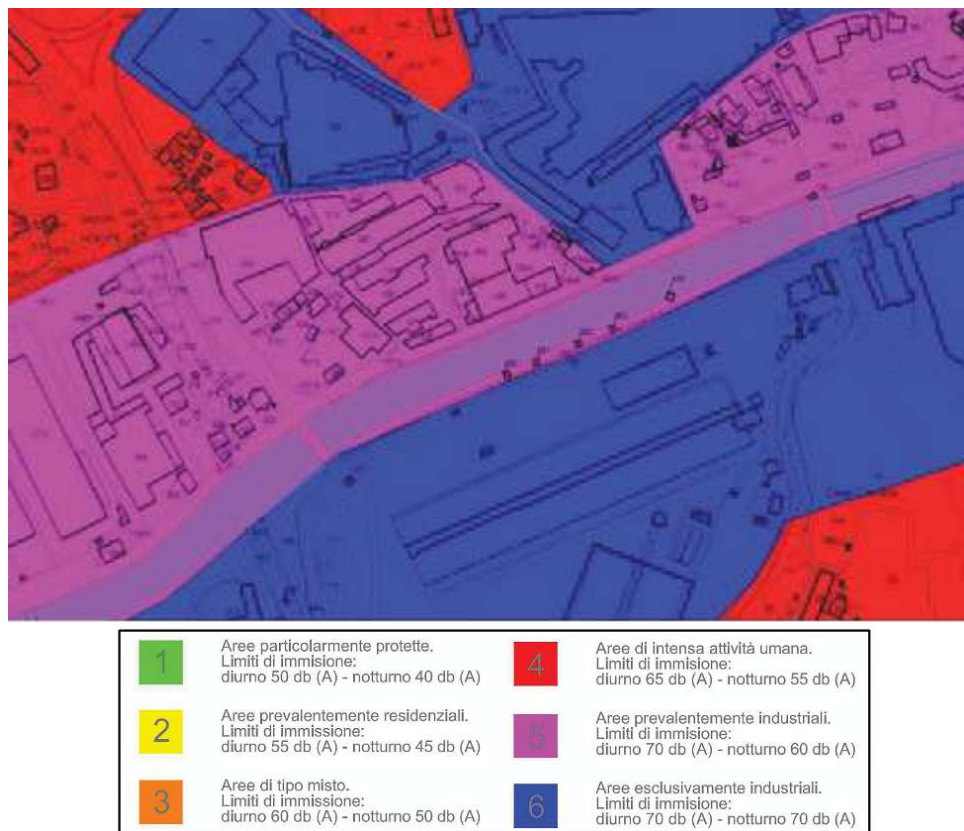 1
Aree particolarmente protette.
Limiti di immisione:
diurno 50 db (A) - notturno 40 db (A)
2
Aree prevalentemente residenziali.
Limiti di immissione:
diurno 55 db (A) - notturno 45 db (A)
3
Aree di tipo misto.
Limiti di immissione:
diurno 60 db (A) - notturno 50 db (A)
4
Aree di intensa attività umana.
Limiti di immisione:
diurno 65 db (A) - notturno 55 db (A)
5
Aree prevalentemente industriali.
Limiti di immisione:
diurno 70 db (A) - notturno 60 db (A)
6
Aree esclusivamente industriali.
Limiti di immisione:
diurno 70 db (A) - notturno 70 db (A)